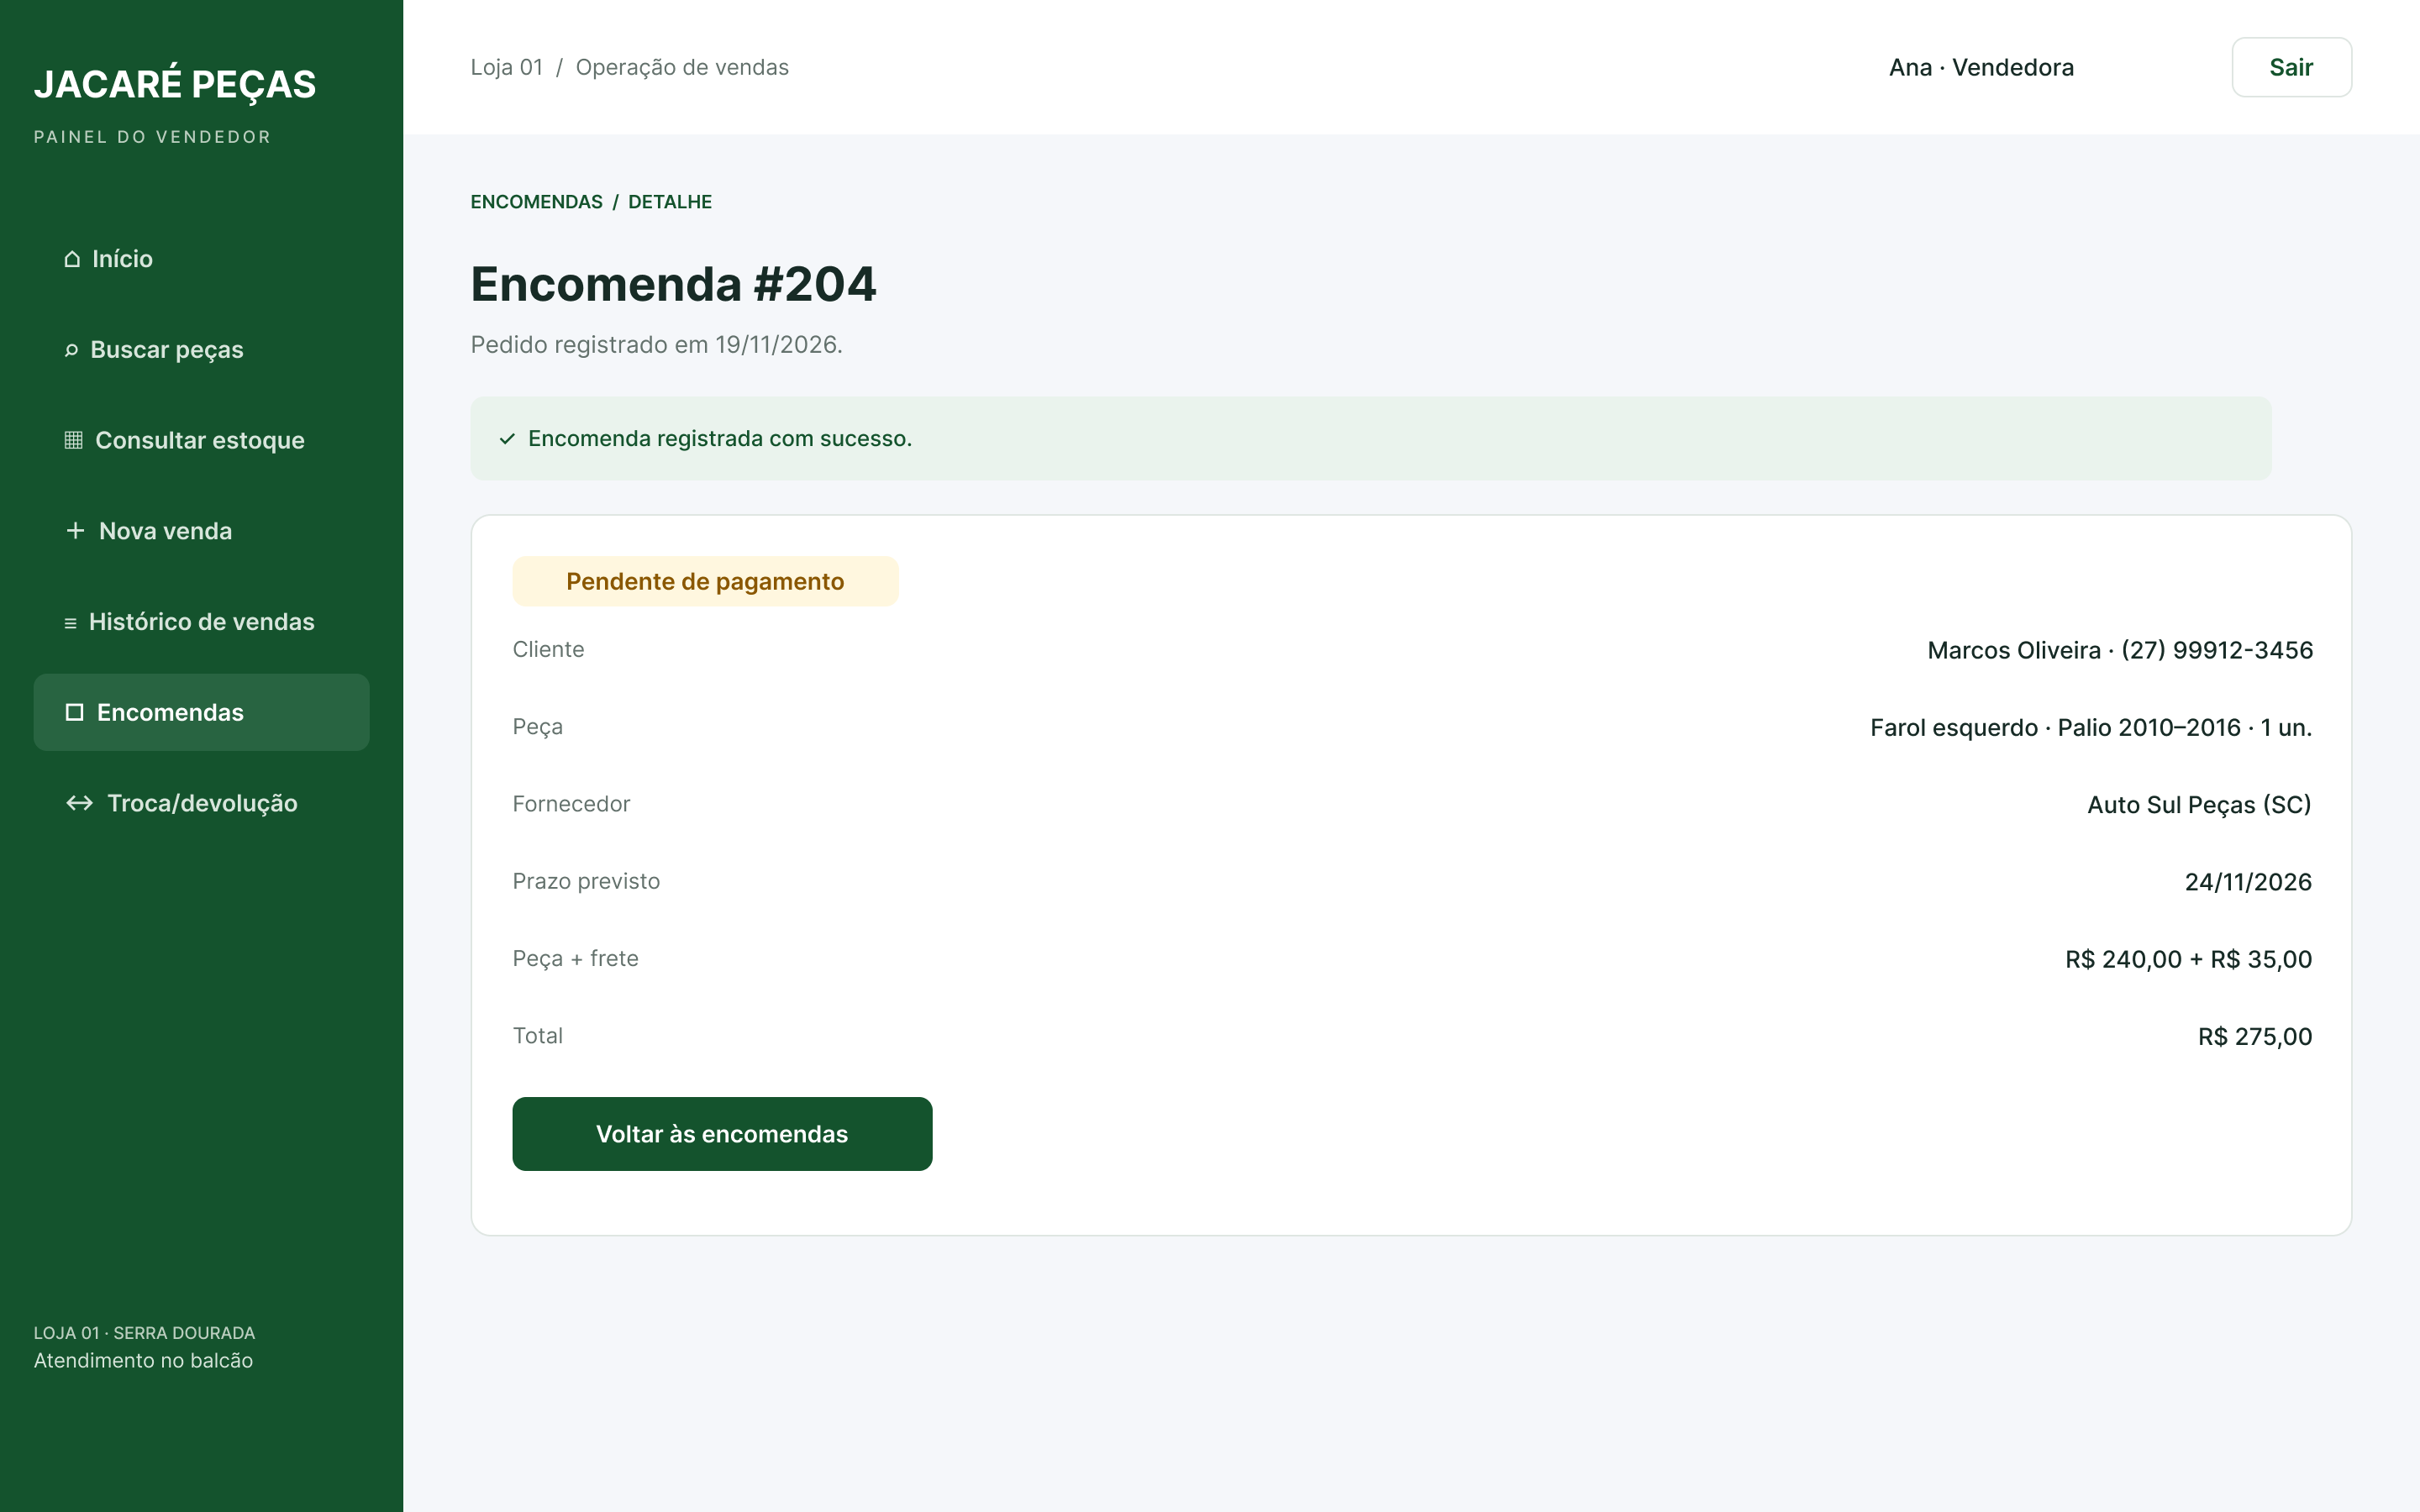 JACARÉ PEÇAS
PAINEL DO VENDEDOR
Início
Buscar peças
Consultar estoque
+ Nova venda
Histórico de vendas
Encomendas
Troca/devolução
LOJA 01 · SERRA DOURADA
Atendimento no balcão
Loja 01 / Operação de vendas
Ana · Vendedora
Sair
ENCOMENDAS / DETALHE
Encomenda #204
Pedido registrado em 19/11/2026.
✓ Encomenda registrada com sucesso.
Pendente de pagamento
Cliente Marcos Oliveira · (27) 99912-3456
Peça Farol esquerdo · Palio 2010–2016 · 1 un.
Fornecedor Auto Sul Peças (SC)
Prazo previsto 24/11/2026
Peça + frete R$ 240,00 + R$ 35,00
Total R$ 275,00
Voltar às encomendas